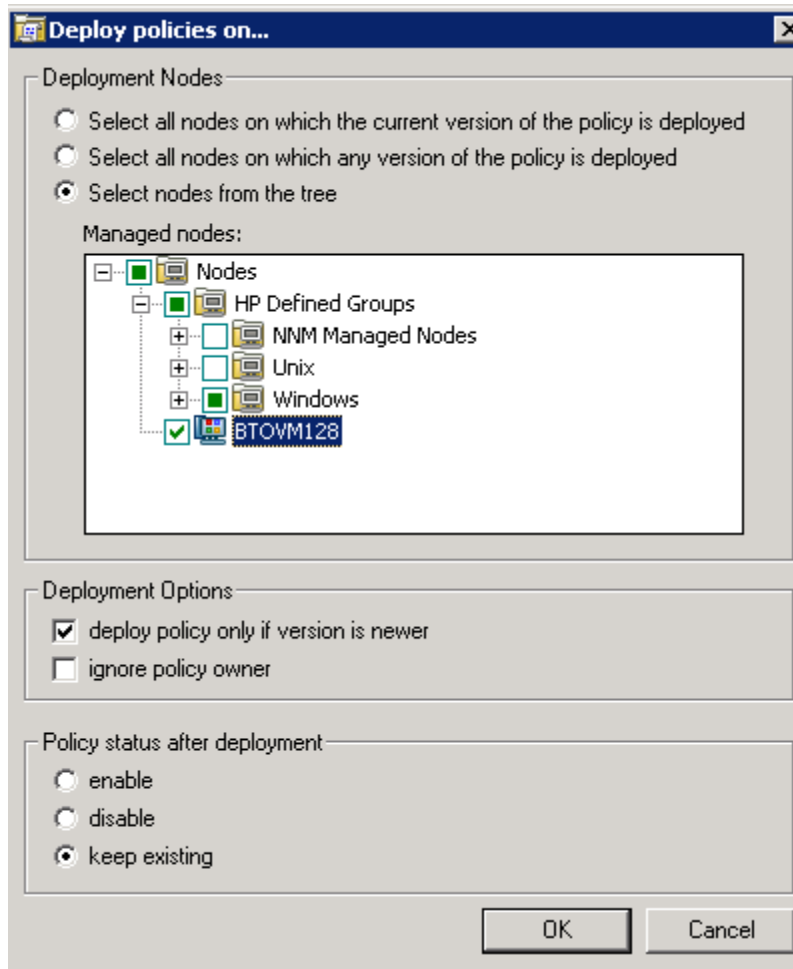 Deploy policies on...
Deployment Nodes
Select all nodes on which the current version of the policy is deployed
Select all nodes on which any version of the policy is deployed
Select nodes from the tree
Managed nodes:
Nodes
HP Defined Groups
NNM Managed Nodes
Unix
Windows
BTOVM128
Deployment Options
deploy policy only if version is newer
ignore policy owner
Policy status after deployment
enable
disable
keep existing
OK Cancel